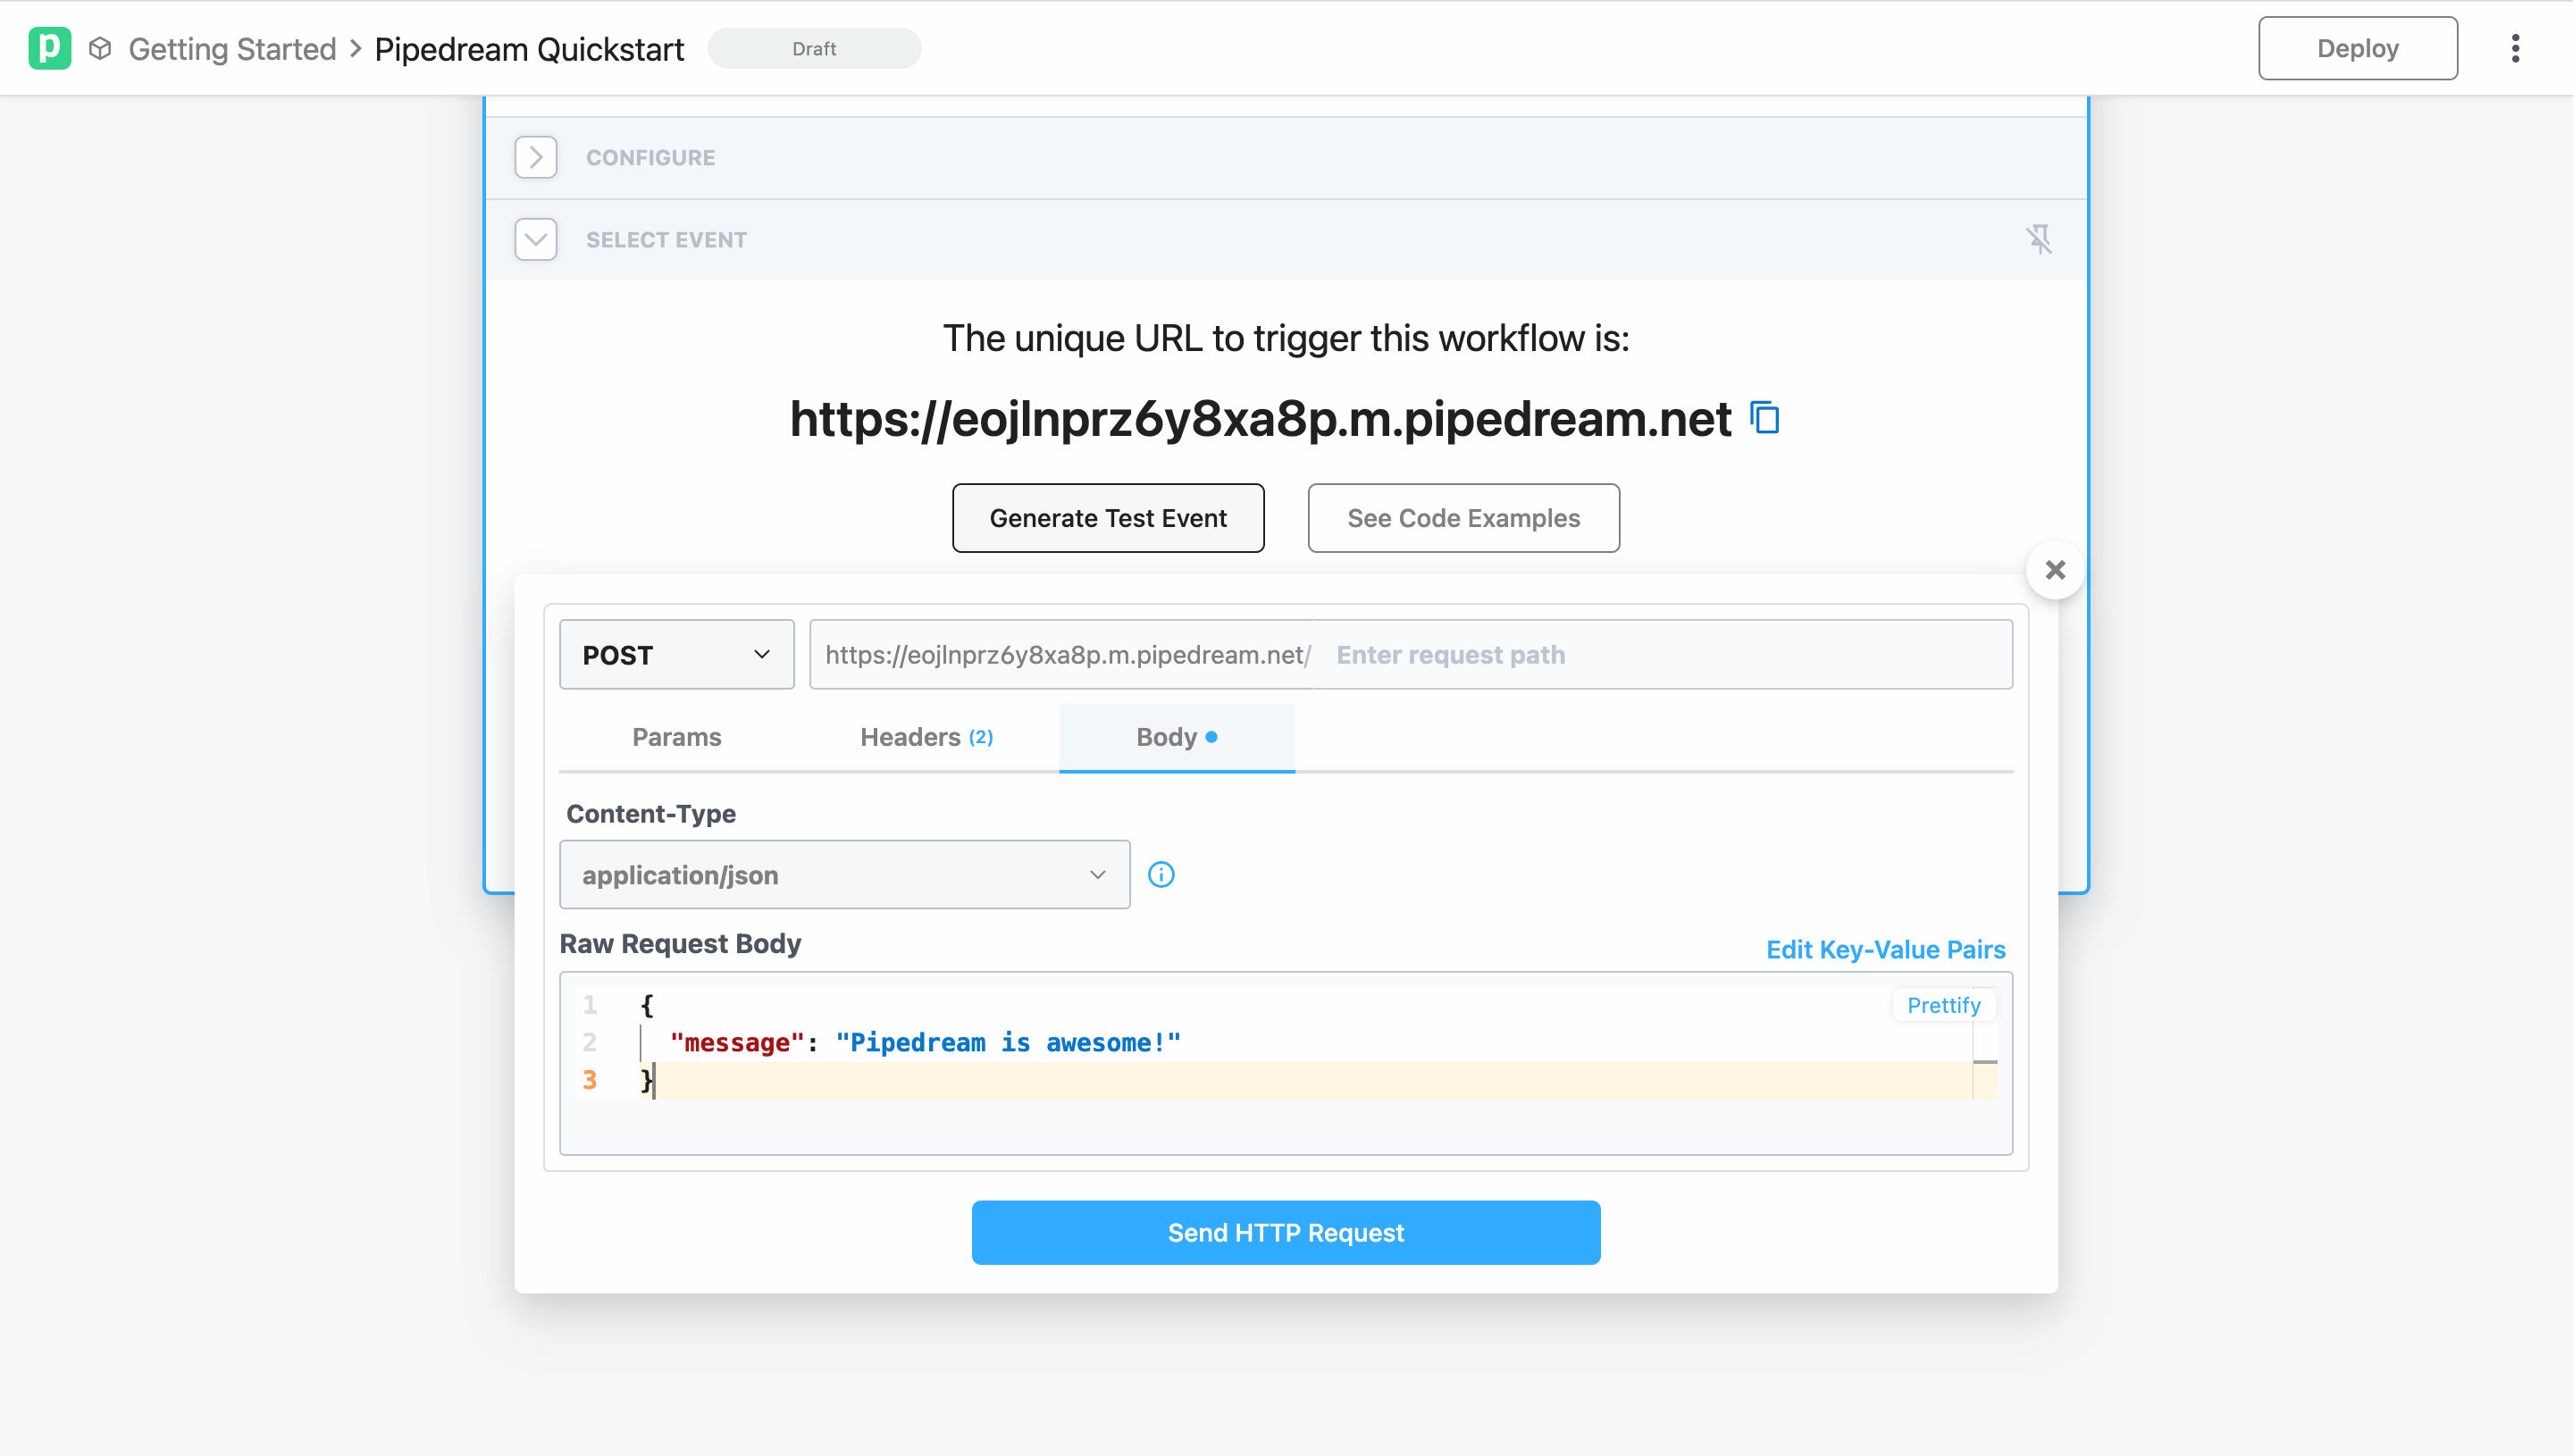 p Getting Started > Pipedream Quickstart Draft Deploy
CONFIGURE
SELECT EVENT
The unique URL to trigger this workflow is:
https://eojlnprz6y8xa8p.m.pipedream.net
Generate Test Event See Code Examples
POST https://eojlnprz6y8xa8p.m.pipedream.net/ Enter request path
Params Headers (2) Body
Content-Type
application/json
Raw Request Body Edit Key-Value Pairs
1 { Prettify
2 "message": "Pipedream is awesome!"
3 }
Send HTTP Request